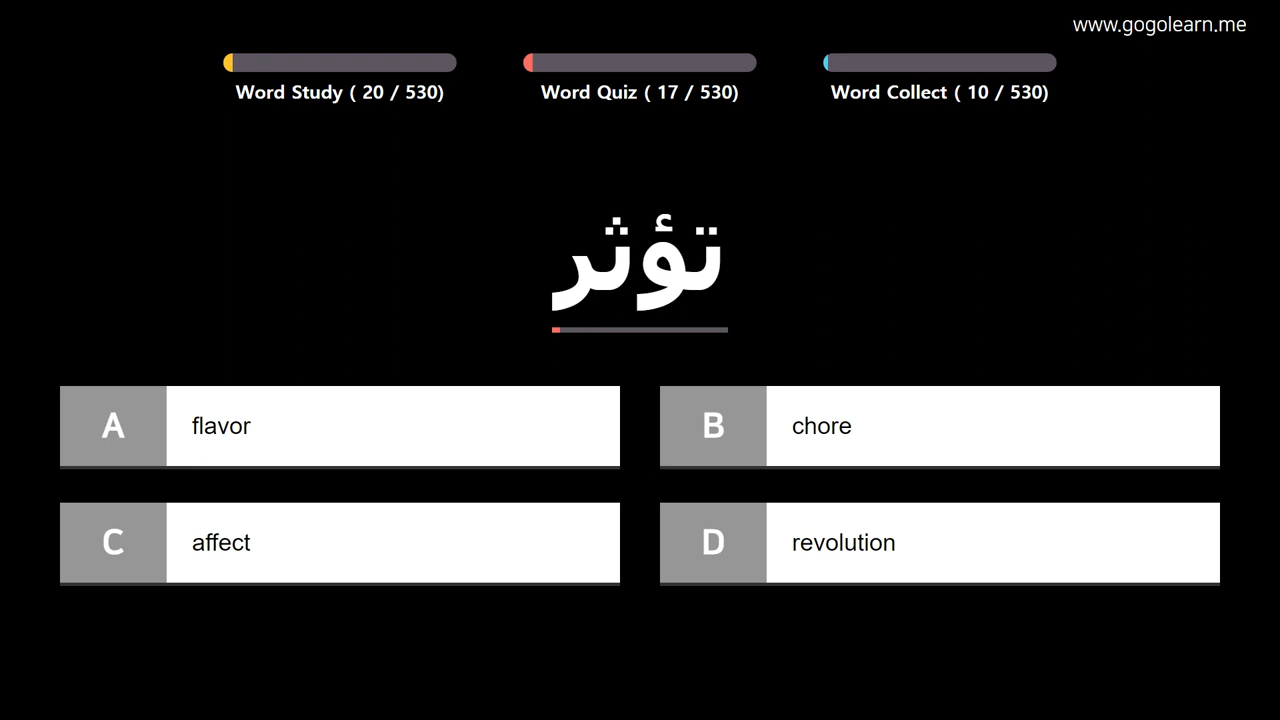 www.gogolearn.me
Word Study ( 20 / 530)
Word Quiz ( 17 / 530)
Word Collect ( 10 / 530)
تؤثر
A flavor
B chore
C affect
D revolution